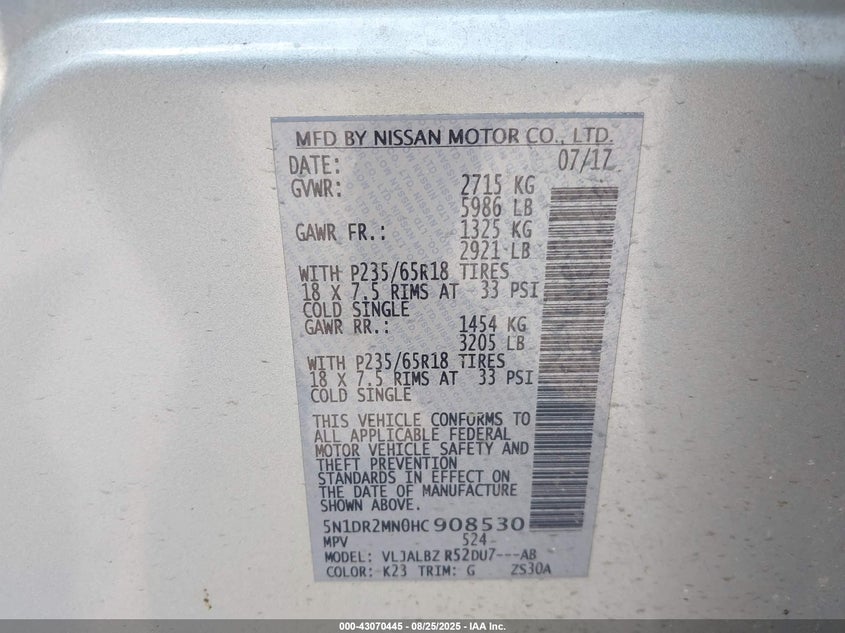 MFD BY NISSAN MOTOR CO., LTD.
DATE: 07/17
GVWR: 2715 KG
5986 LB
GAWR FR.: 1325 KG
2921 LB
WITH P235/65R18 TIRES
18 X 7.5 RIMS AT 33 PSI
COLD SINGLE
GAWR RR.: 1454 KG
3205 LB
WITH P235/65R18 TIRES
18 X 7.5 RIMS AT 33 PSI
COLD SINGLE
THIS VEHICLE CONFORMS TO
ALL APPLICABLE FEDERAL
MOTOR VEHICLE SAFETY AND
THEFT PREVENTION
STANDARDS IN EFFECT ON
THE DATE OF MANUFACTURE
SHOWN ABOVE.
5N1DR2MN0HC908530
MPV 524-
MODEL: VLJALBZ R52DU7---AB
COLOR: K23 TRIM: G ZS30A
000-43070445 - 08/25/2025 - IAA Inc.